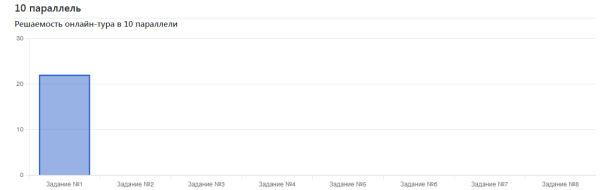 10 параллель
Решаемость онлайн-тура в 10 параллели
30
20
10
0
Задание №1 Задание №2 Задание №3 Задание №4 Задание №5 Задание №6 Задание №7 Задание №8